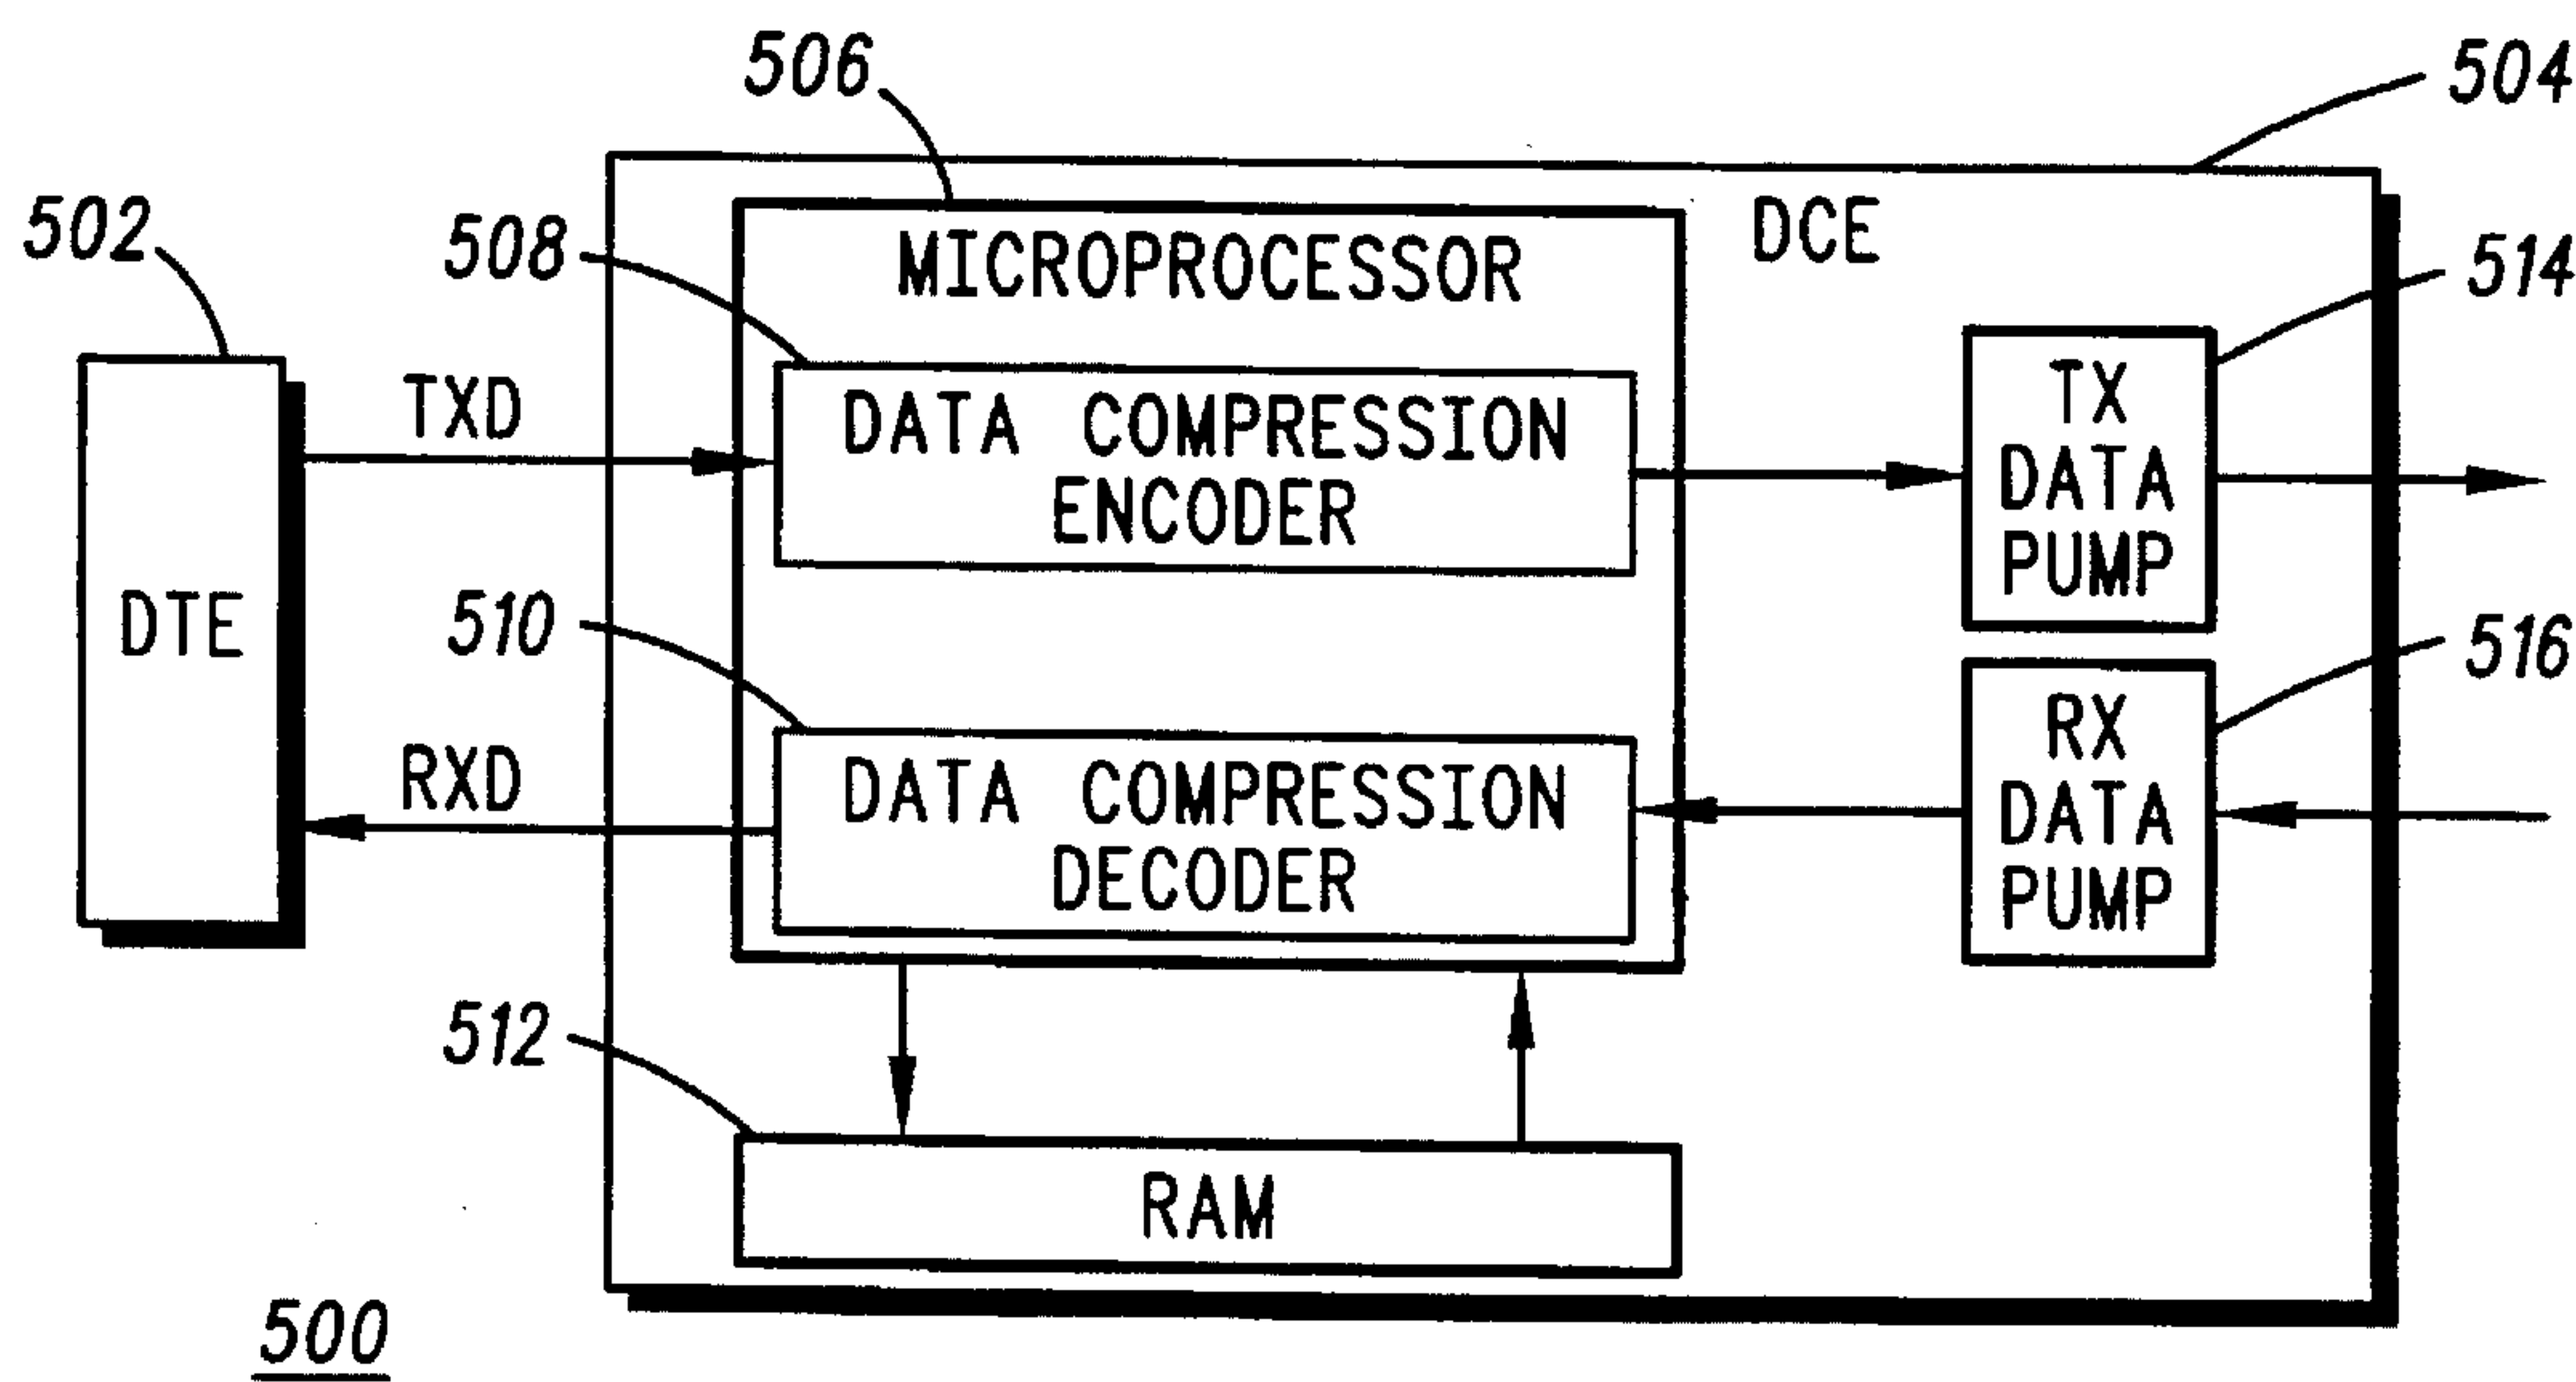 506
504
502
508
MICROPROCESSOR
DCE
514
TXD
DATA COMPRESSION
ENCODER
TX
DATA
PUMP
DTE
510
516
RXD
DATA COMPRESSION
DECODER
RX
DATA
PUMP
512
RAM
500